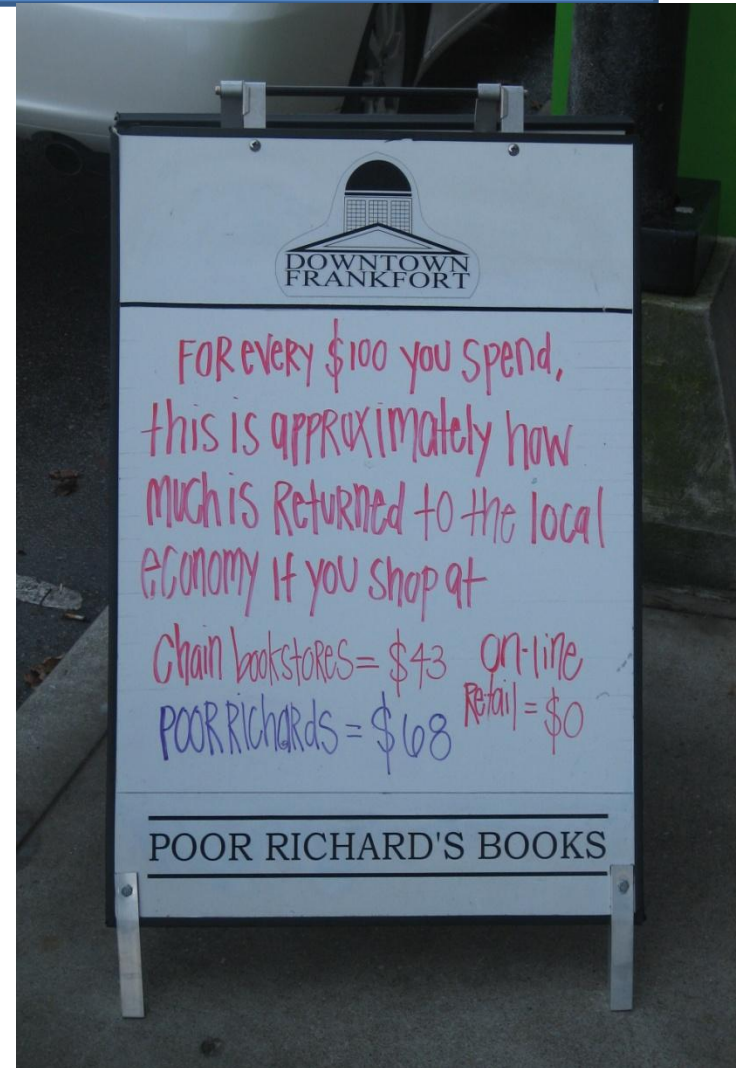 DOWNTOWN
FRANKFORT
FOR every $100 you spend,
this is appROximately how
much is Returned to the local
economy if you shop at
Chain bookstores = $43
on-line
Retail = $0
POOR RIChaRds = $68
POOR RICHARD'S BOOKS